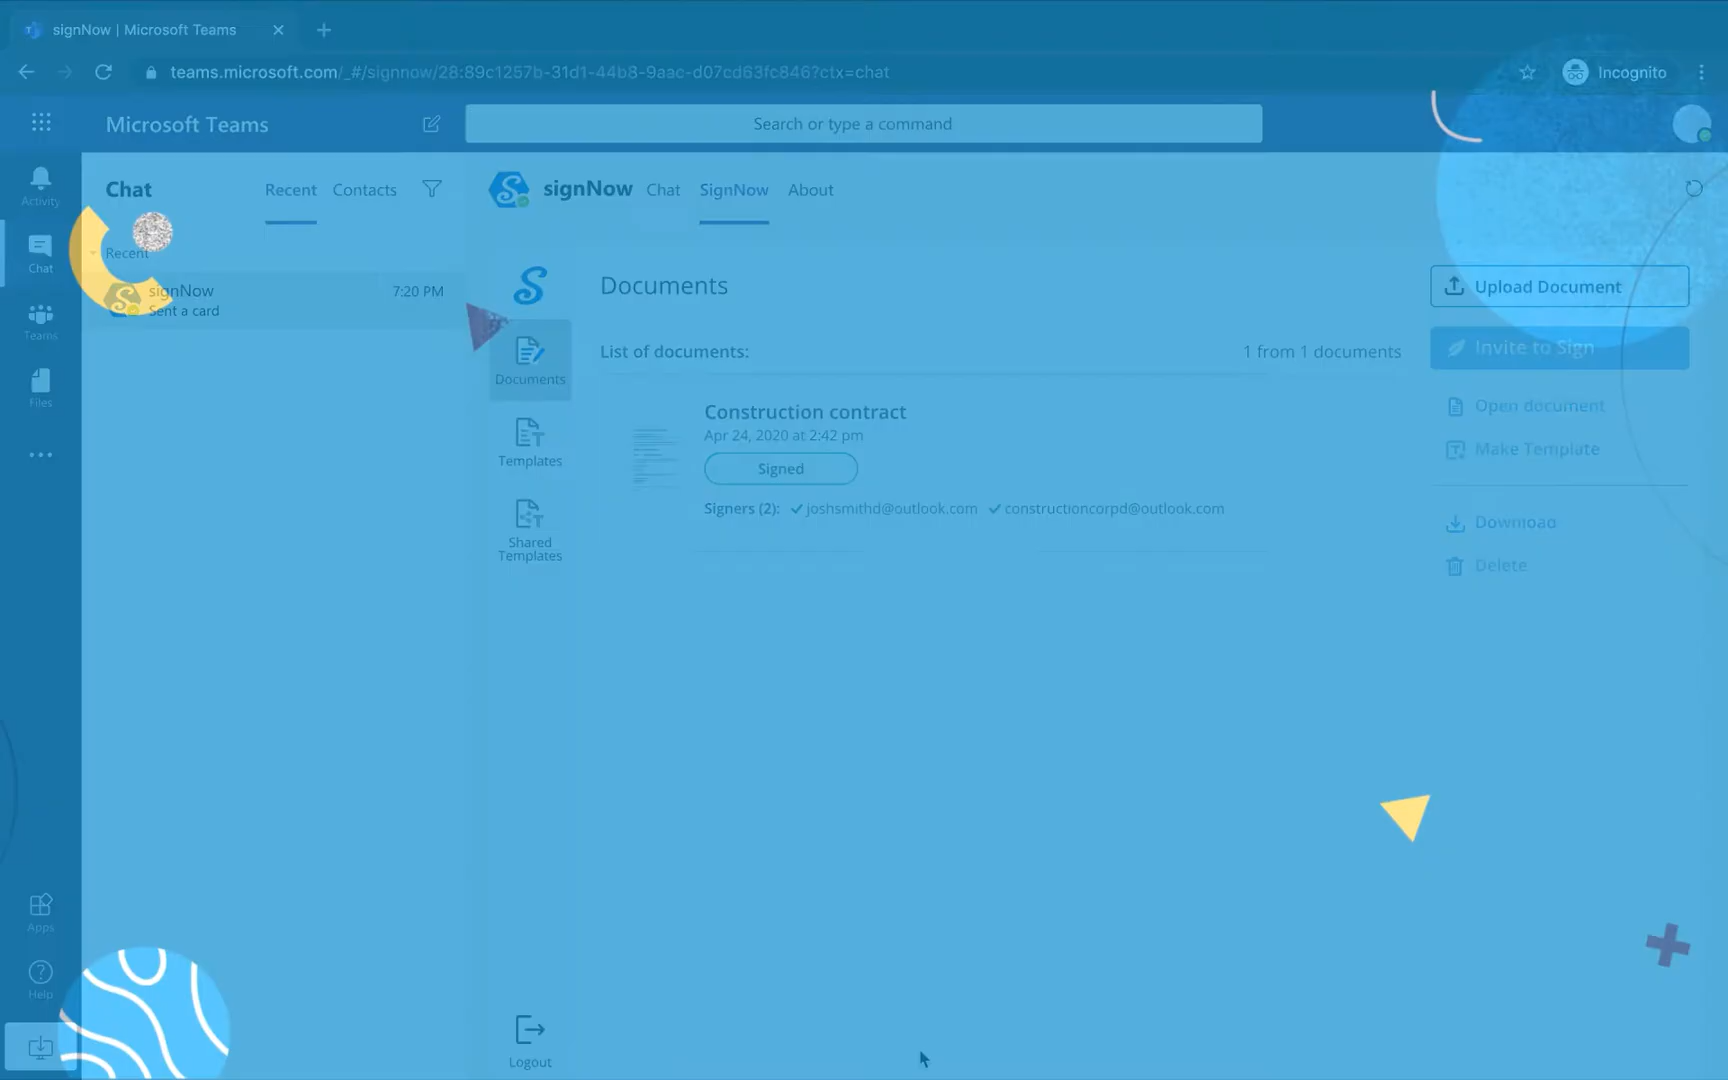 signNow | Microsoft Teams
teams.microsoft.com/_#/signnow/28:89c1257b-31d1-44b8-9aac-d07cd63fc846?ctx=chat
Incognito
Microsoft Teams
Search or type a command
Activity
Chat
Teams
Files
Apps
Help
Chat
Recent
Contacts
Recent
signNow
7:20 PM
Sent a card
signNow
Chat
SignNow
About
Documents
Templates
Shared
Templates
Logout
Documents
List of documents:
1 from 1 documents
Construction contract
Apr 24, 2020 at 2:42 pm
Signed
Signers (2): joshsmithd@outlook.com constructioncorpd@outlook.com
Upload Document
Invite to Sign
Open document
Make Template
Download
Delete